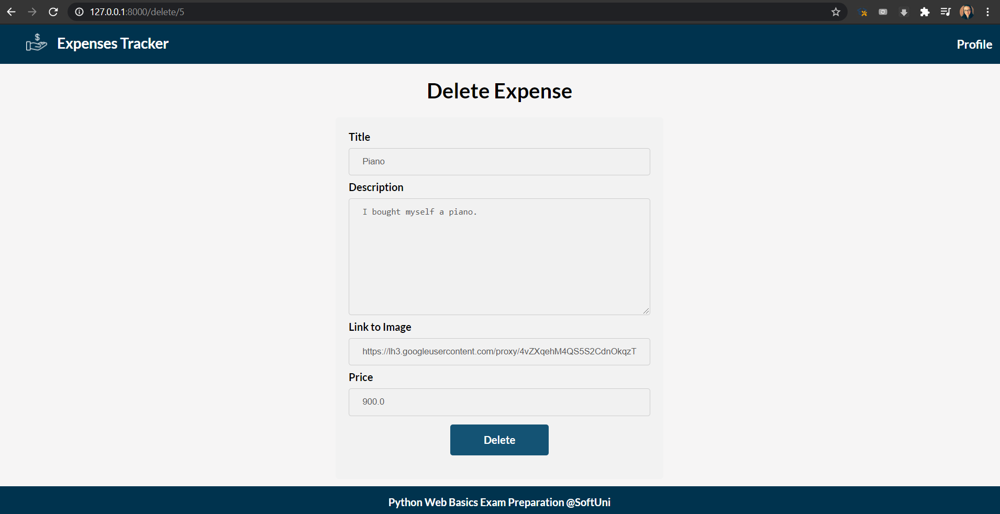 127.0.0.1:8000/delete/5
$
Expenses Tracker
Profile
Delete Expense
Title
Piano
Description
I bought myself a piano.
Link to Image
https://lh3.googleusercontent.com/proxy/4vZXqehM4QS5S2CdnOkqzT
Price
900.0
Delete
Python Web Basics Exam Preparation @SoftUni